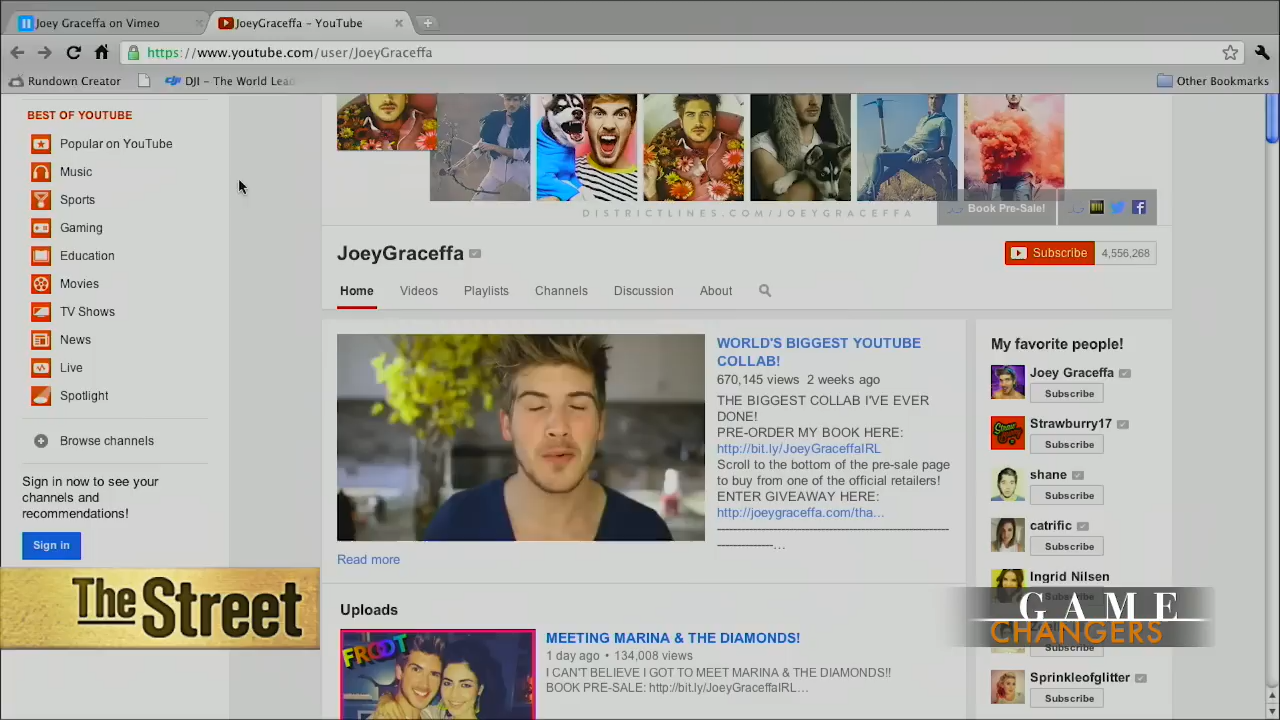 Joey Graceffa on Vimeo
JoeyGraceffa - YouTube
https://www.youtube.com/user/JoeyGraceffa
Rundown Creator
DJI - The World Lea
Other Bookmarks
BEST OF YOUTUBE
Popular on YouTube
Music
Sports
Gaming
Education
Movies
TV Shows
News
Live
Spotlight
Browse channels
Sign in now to see your
channels and
recommendations!
Sign in
DISTRICTLINES.COM/JOEYGRACEFFA
Book Pre-Sale!
JoeyGraceffa
Subscribe 4,556,268
Home Videos Playlists Channels Discussion About
WORLD'S BIGGEST YOUTUBE
COLLAB!
670,145 views 2 weeks ago
THE BIGGEST COLLAB I'VE EVER
DONE!
PRE-ORDER MY BOOK HERE:
http://bit.ly/JoeyGraceffaIRL
Scroll to the bottom of the pre-sale page
to buy from one of the official retailers!
ENTER GIVEAWAY HERE:
http://joeygraceffa.com/tha...
Read more
Uploads
FROOT
MEETING MARINA & THE DIAMONDS!
1 day ago • 134,008 views
I CAN'T BELIEVE I GOT TO MEET MARINA & THE DIAMONDS!!
BOOK PRE-SALE: http://bit.ly/JoeyGraceffaIRL...
My favorite people!
Joey Graceffa
Subscribe
Strawburry17
Subscribe
shane
Subscribe
catrific
Subscribe
Ingrid Nilsen
Subscribe
Subscribe
Sprinkleofglitter
Subscribe
TheStreet
GAME
CHANGERS